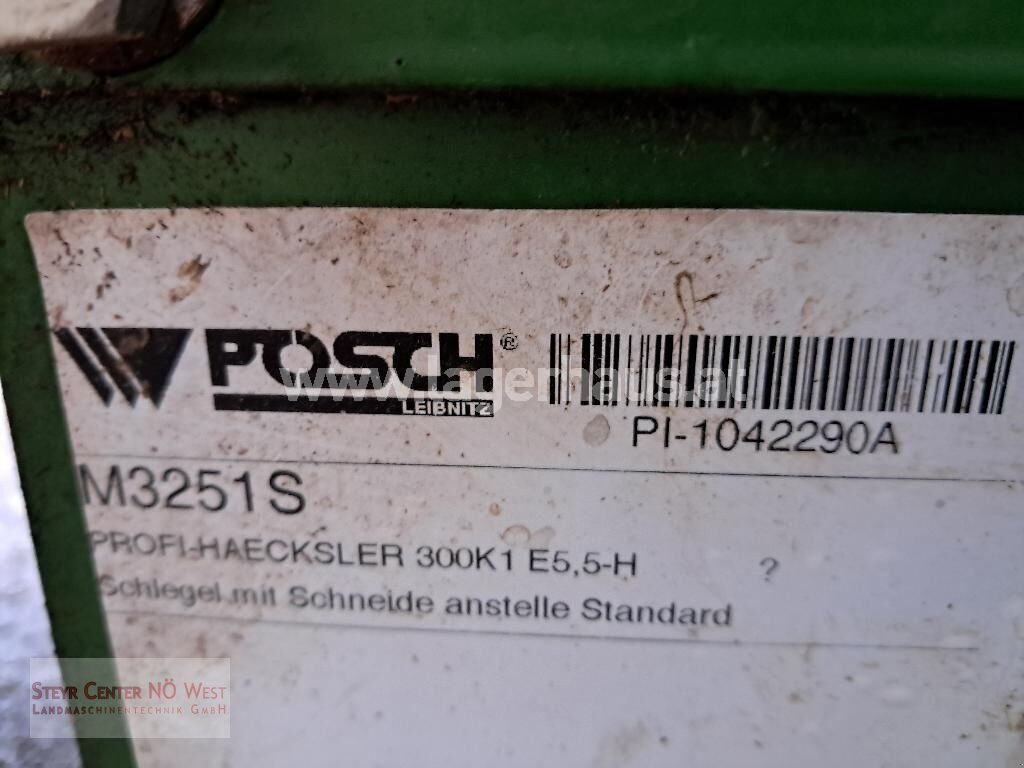 POSCH®
LEIBNITZ
www.lagerhaus.at
PI-1042290A
M3251S
PROFI-HAECKSLER 300K1 E5,5-H ?
Schlegel mit Schneide anstelle Standard
STEYR CENTER NÖ WEST
LANDMASCHINENTECHNIK GMBH